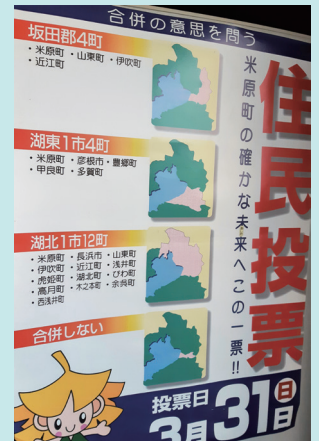 合併の意思を問う
住民投票
米原町の確かな未来へこの一票!!
坂田郡4町
・米原町 ・山東町 ・伊吹町
・近江町
湖東1市4町
・米原町 ・彦根市 ・豊郷町
・甲良町 ・多賀町
湖北1市12町
・米原町 ・長浜市 ・山東町
・伊吹町 ・近江町 ・浅井町
・虎姫町 ・湖北町 ・びわ町
・高月町 ・木之本町 ・余呉町
・西浅井町
合併しない
投票日
3月31日(日)